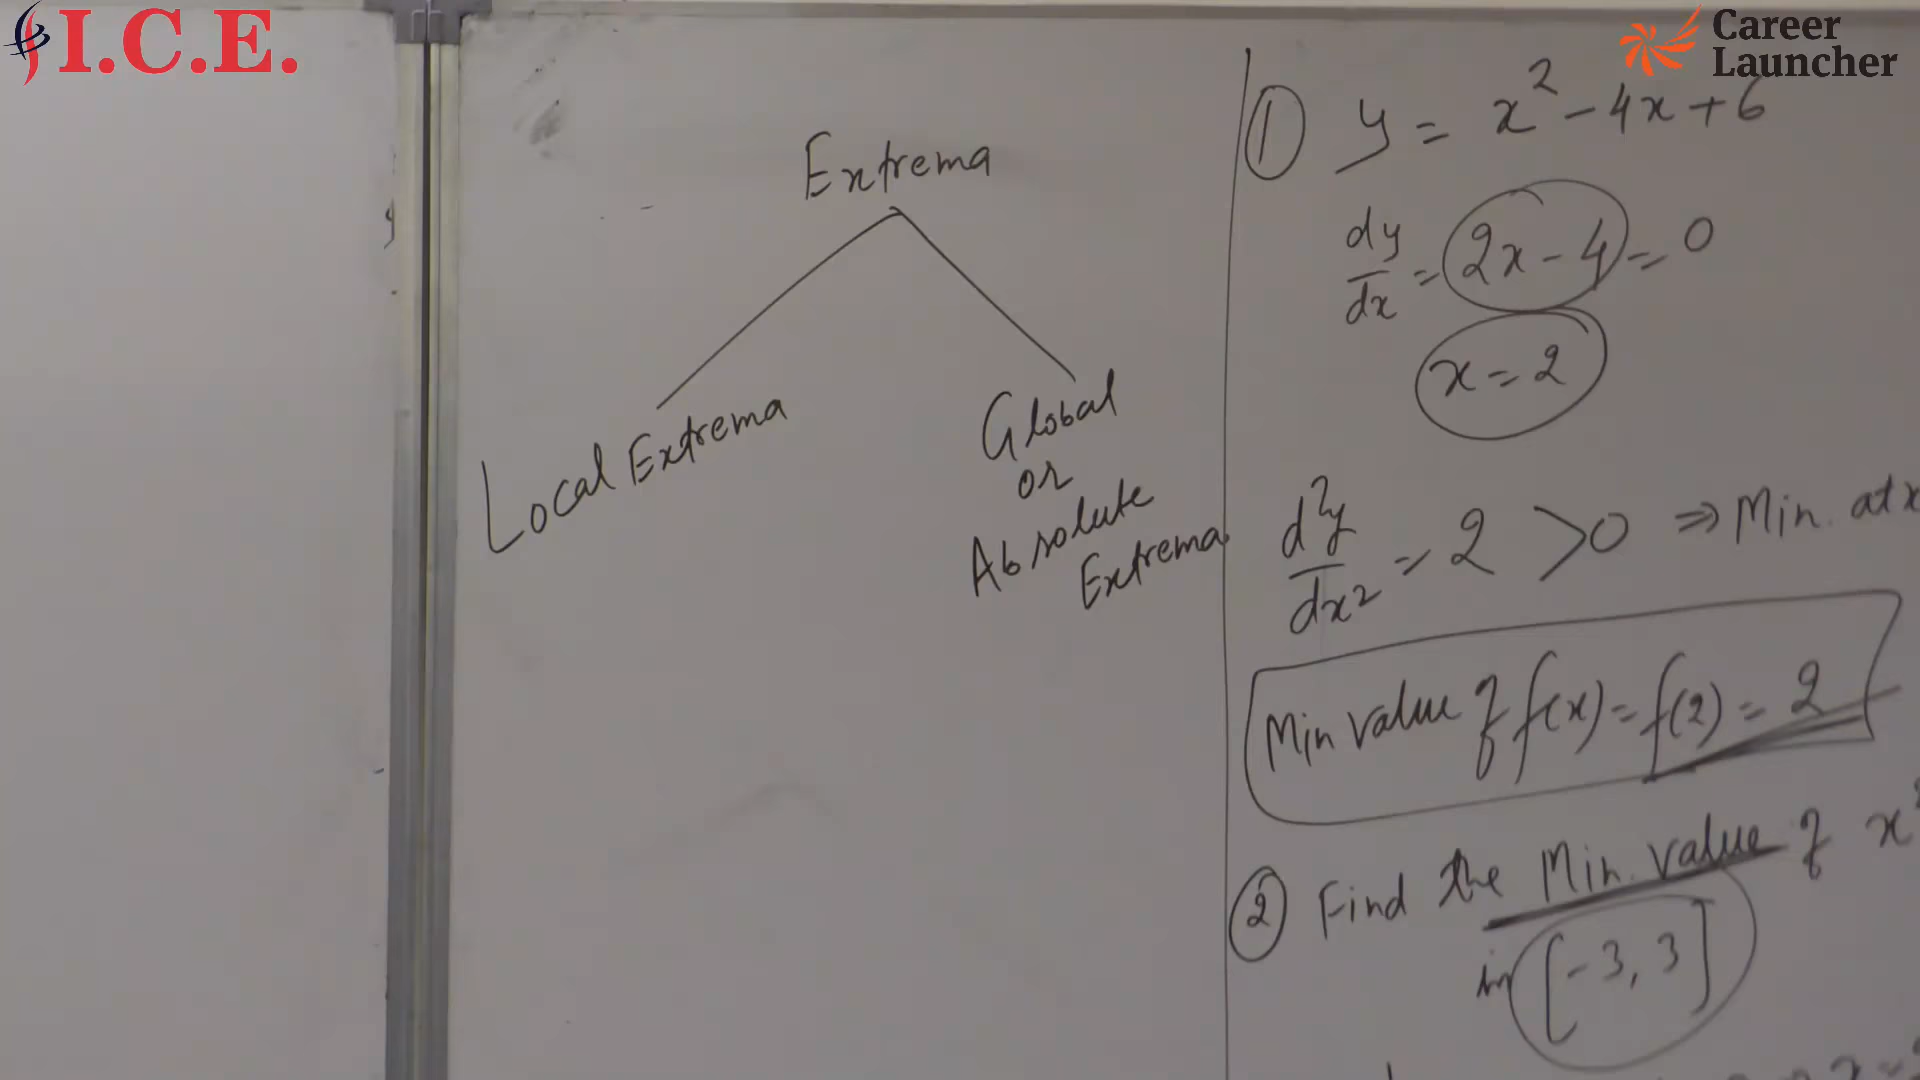 I.C.E.
Career
Launcher
Extrema
Local Extrema
Global
or
Absolute
Extrema
① y = x² - 4x + 6
dy/dx = 2x - 4 = 0
x = 2
d²y/dx² = 2 > 0 ⇒ Min. at x
Min value of f(x) = f(2) = 2
② Find the Min. value of x
in [-3, 3]